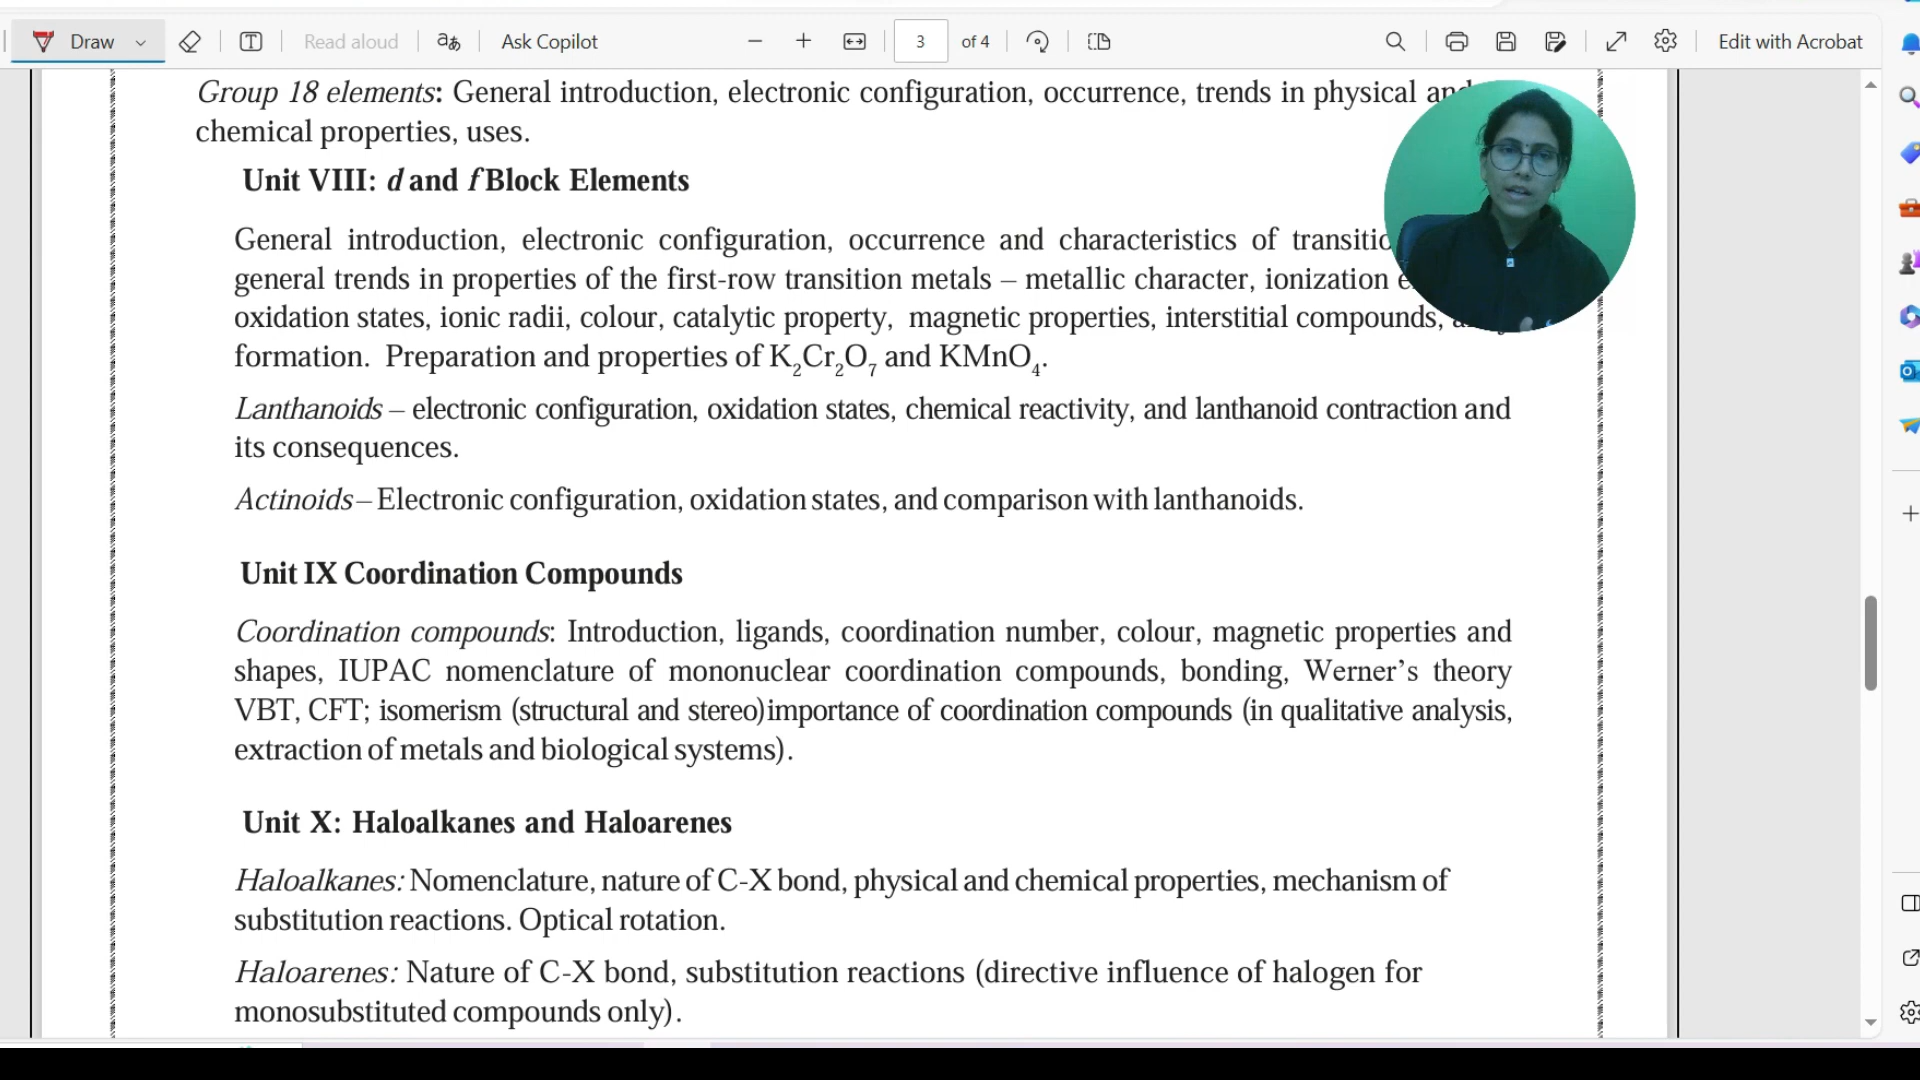 Draw
Read aloud
Ask Copilot
3
of 4
Edit with Acrobat
Group 18 elements: General introduction, electronic configuration, occurrence, trends in physical and
chemical properties, uses.
Unit VIII: d and f Block Elements
General introduction, electronic configuration, occurrence and characteristics of
general trends in properties of the first-row transition metals – metallic character, ionization
oxidation states, ionic radii, colour, catalytic property, magnetic properties, interstitial compounds,
formation. Preparation and properties of K₂Cr₂O₇ and KMnO₄.
Lanthanoids – electronic configuration, oxidation states, chemical reactivity, and lanthanoid contraction and
its consequences.
Actinoids – Electronic configuration, oxidation states, and comparison with lanthanoids.
Unit IX Coordination Compounds
Coordination compounds: Introduction, ligands, coordination number, colour, magnetic properties and
shapes, IUPAC nomenclature of mononuclear coordination compounds, bonding, Werner’s theory
VBT, CFT; isomerism (structural and stereo)importance of coordination compounds (in qualitative analysis,
extraction of metals and biological systems).
Unit X: Haloalkanes and Haloarenes
Haloalkanes: Nomenclature, nature of C-X bond, physical and chemical properties, mechanism of
substitution reactions. Optical rotation.
Haloarenes: Nature of C-X bond, substitution reactions (directive influence of halogen for
monosubstituted compounds only).